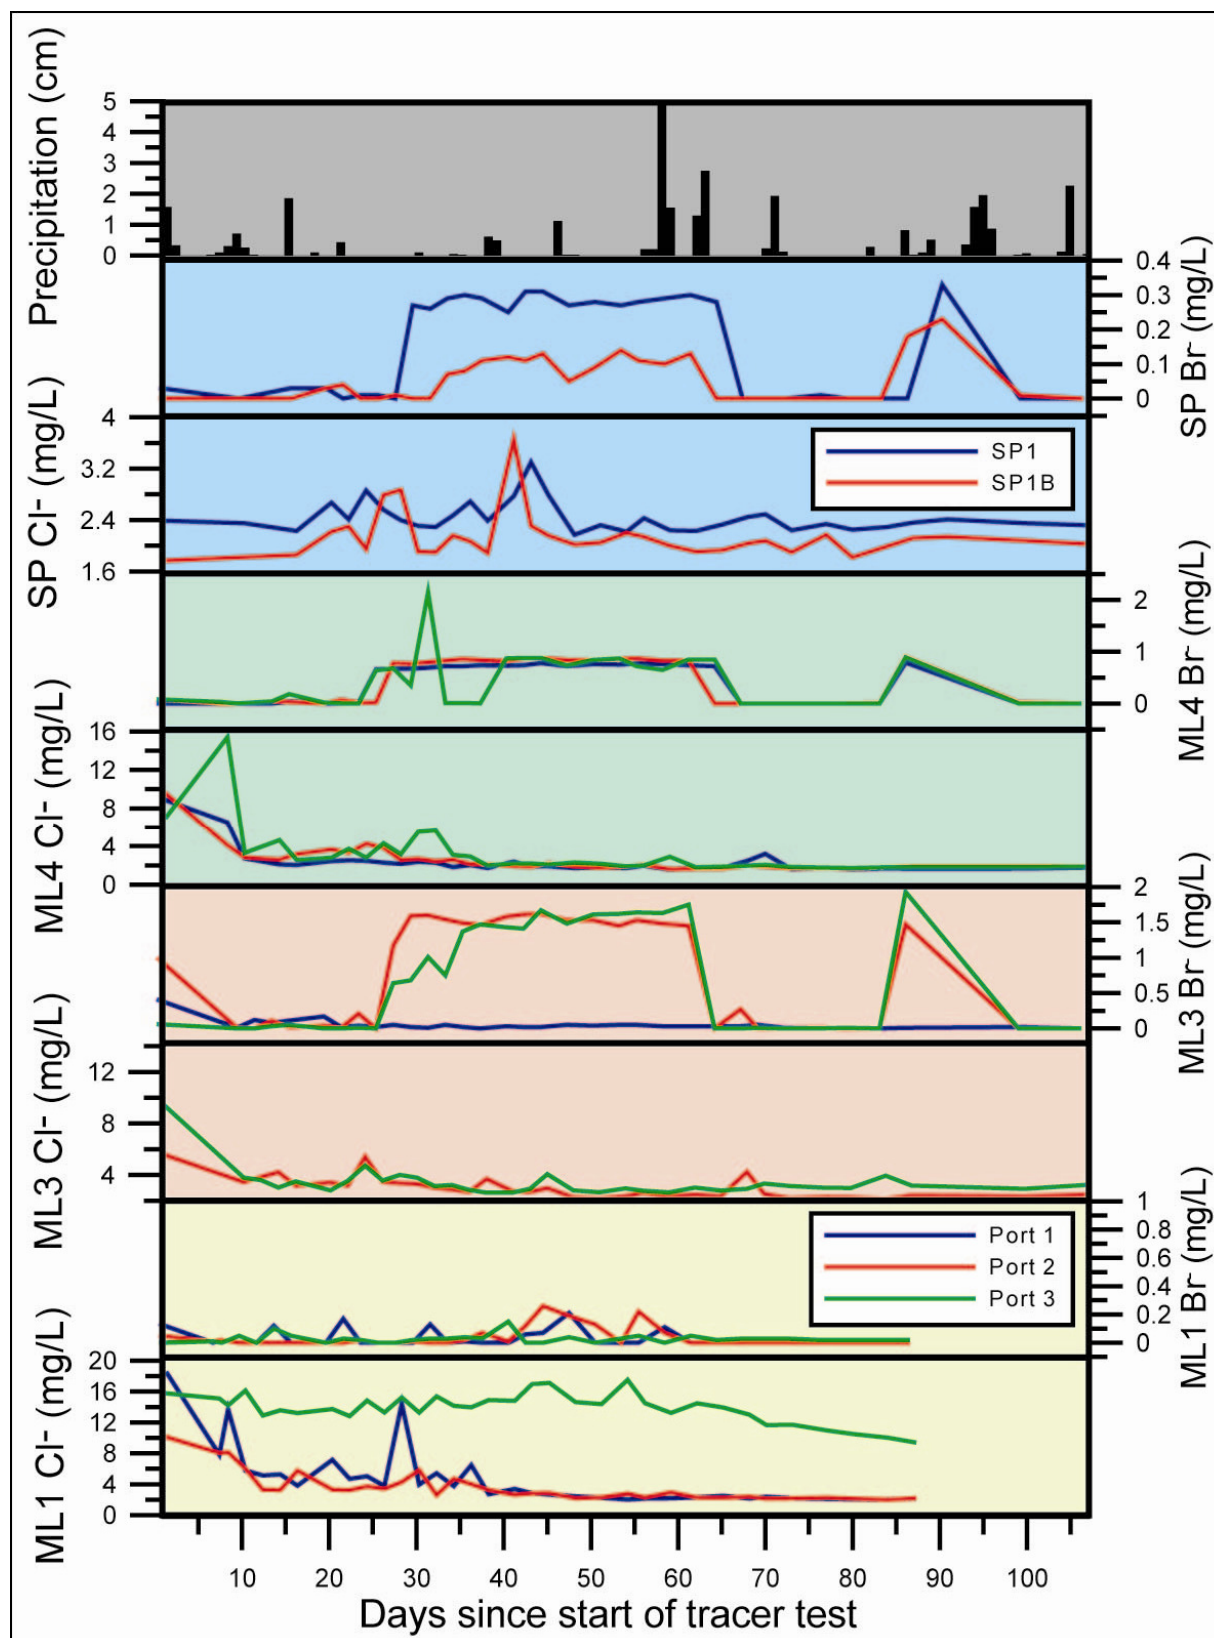 Precipitation (cm)
5
4
3
2
1
0
0.4
0.3
0.2
0.1
0
SP Br- (mg/L)
SP Cl- (mg/L)
4
3.2
2.4
1.6
SP1
SP1B
2
1
0
ML4 Br- (mg/L)
ML4 Cl- (mg/L)
16
12
8
4
0
2
1.5
1
0.5
0
ML3 Br- (mg/L)
ML3 Cl- (mg/L)
12
8
4
1
0.8
0.6
0.4
0.2
0
ML1 Br- (mg/L)
Port 1
Port 2
Port 3
ML1 Cl- (mg/L)
20
16
12
8
4
0
10 20 30 40 50 60 70 80 90 100
Days since start of tracer test